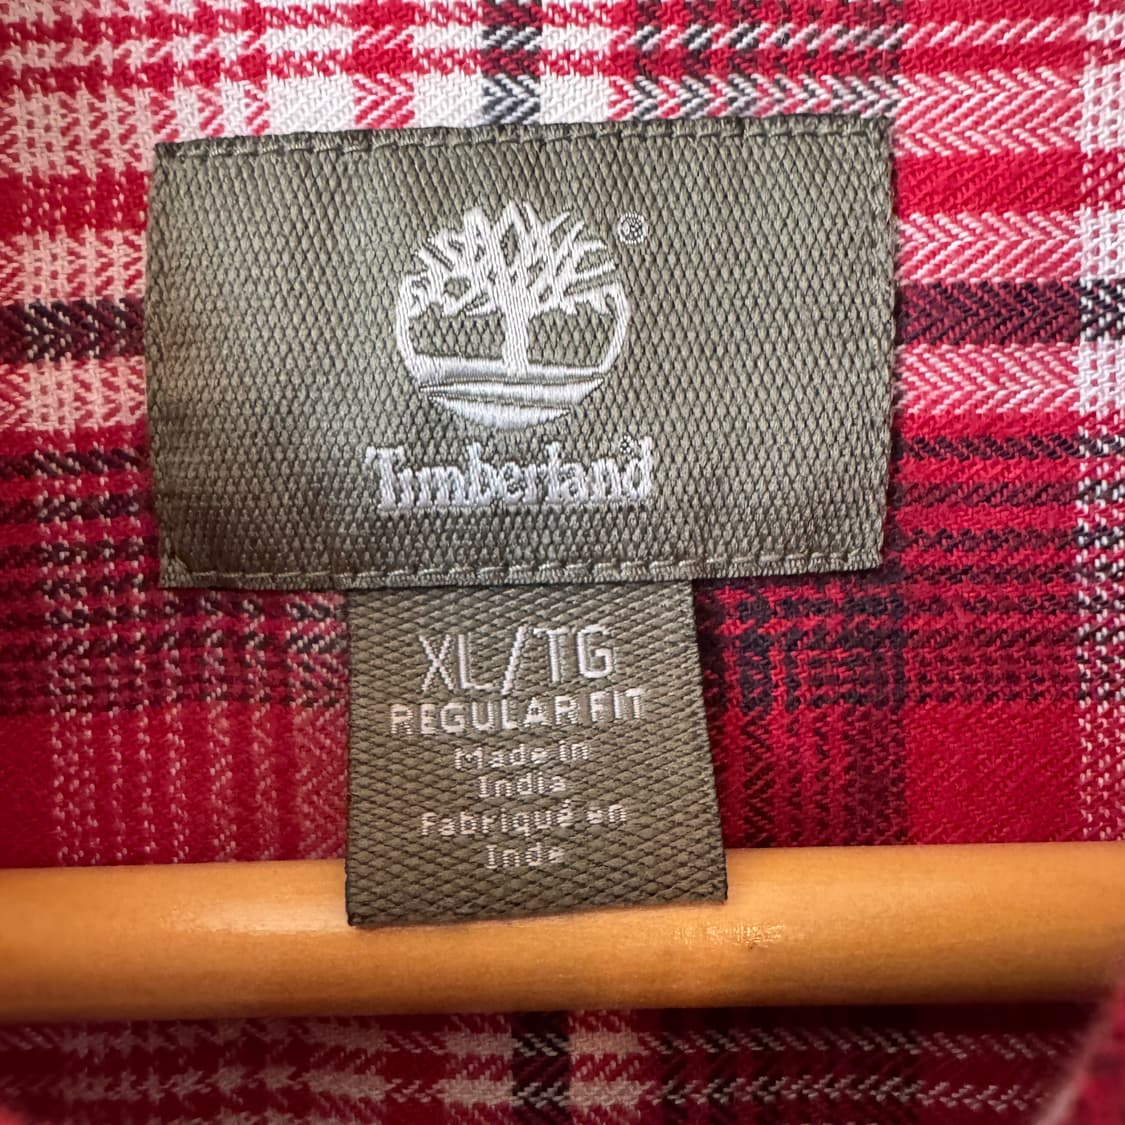 ®
Timberland®
XL/TG
REGULAR FIT
Made in
India
Fabriqué en
Inde